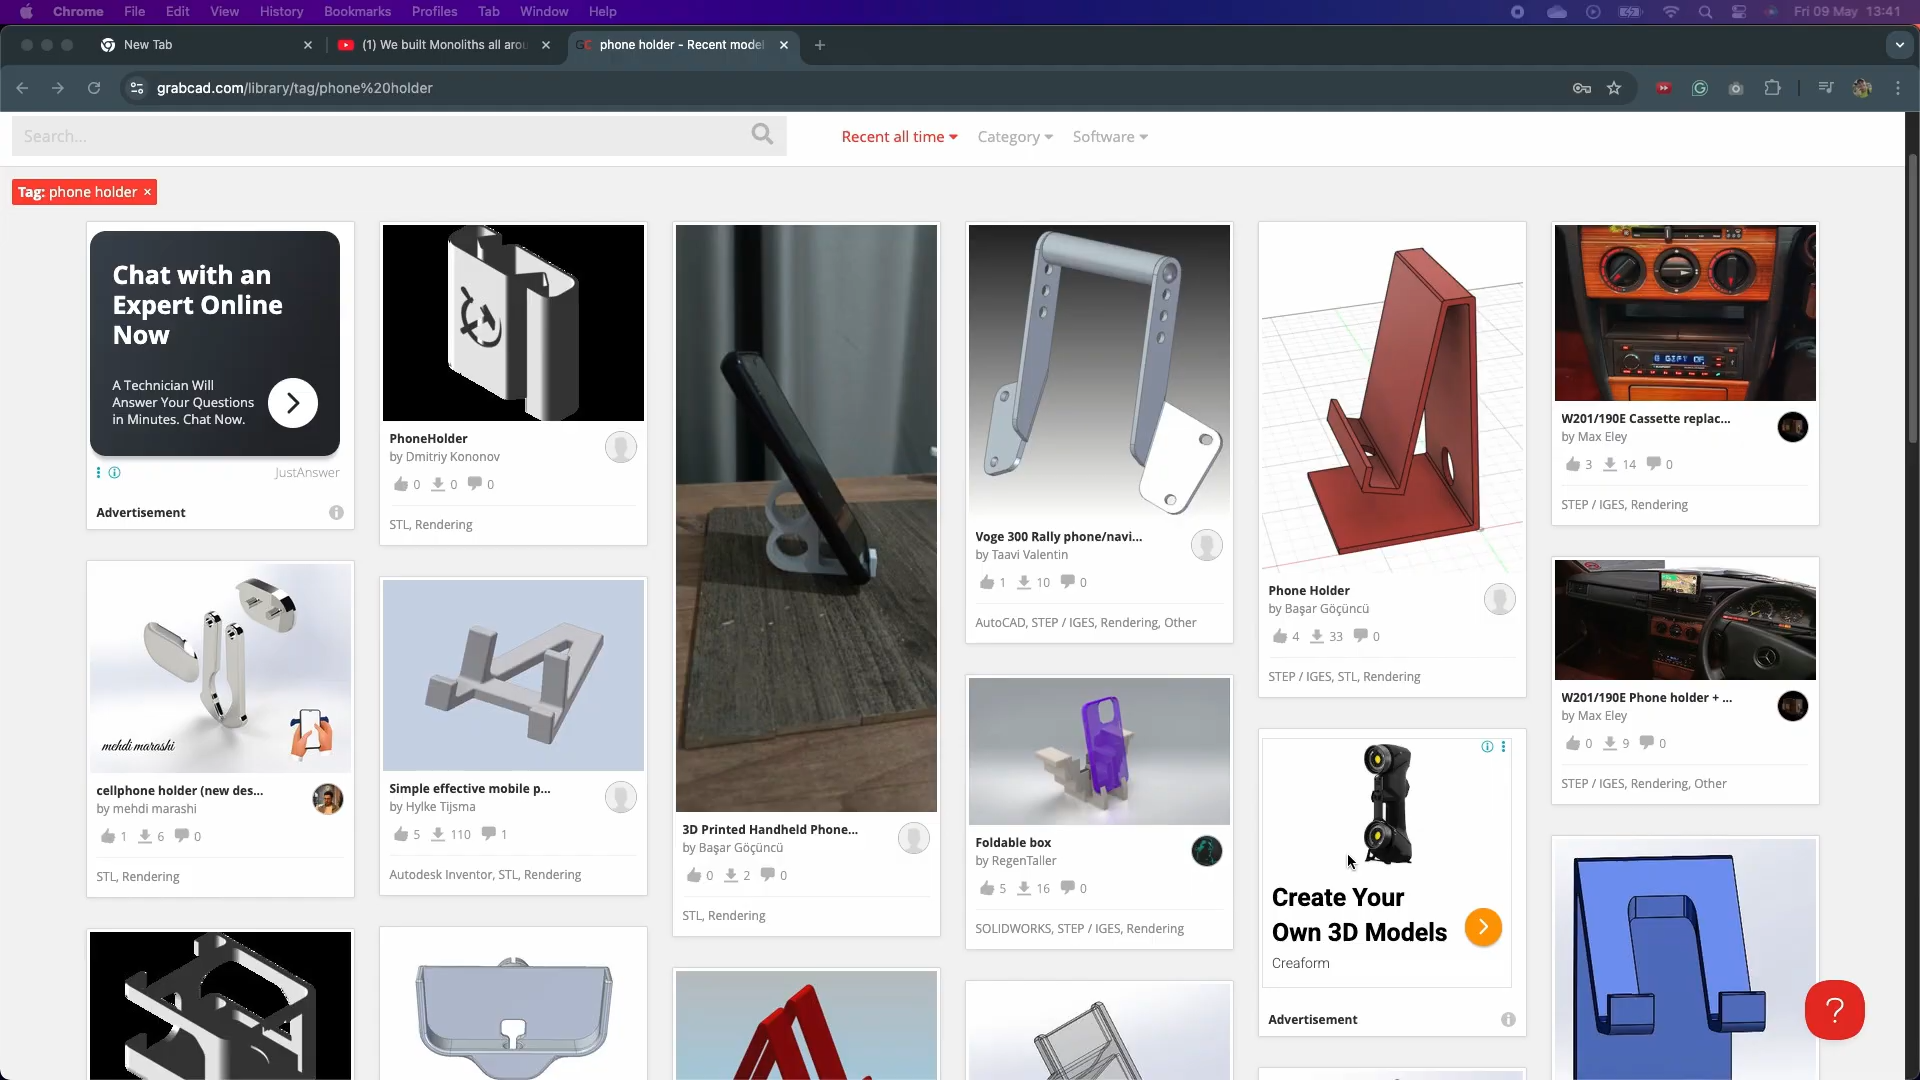 Chrome File Edit View History Bookmarks Profiles Tab Window Help
Fri 09 May 13:41
New Tab
(1) We built Monoliths all arou
phone holder - Recent model
grabcad.com/library/tag/phone%20holder
Search...
Recent all time
Category
Software
Tag: phone holder ×
Chat with an
Expert Online
Now
A Technician Will
Answer Your Questions
in Minutes. Chat Now.
JustAnswer
Advertisement
mehdi marashi
cellphone holder (new des...
by mehdi marashi
1 6 0
STL, Rendering
PhoneHolder
by Dmitriy Kononov
0 0 0
STL, Rendering
Simple effective mobile p...
by Hylke Tijsma
5 110 1
Autodesk Inventor, STL, Rendering
3D Printed Handheld Phone...
by Başar Göçüncü
0 2 0
STL, Rendering
Voge 300 Rally phone/navi...
by Taavi Valentin
1 10 0
AutoCAD, STEP / IGES, Rendering, Other
Foldable box
by RegenTaller
5 16 0
SOLIDWORKS, STEP / IGES, Rendering
Phone Holder
by Başar Göçüncü
4 33 0
STEP / IGES, STL, Rendering
Create Your
Own 3D Models
Creaform
Advertisement
W201/190E Cassette replac...
by Max Eley
3 14 0
STEP / IGES, Rendering
W201/190E Phone holder + ...
by Max Eley
0 9 0
STEP / IGES, Rendering, Other
?